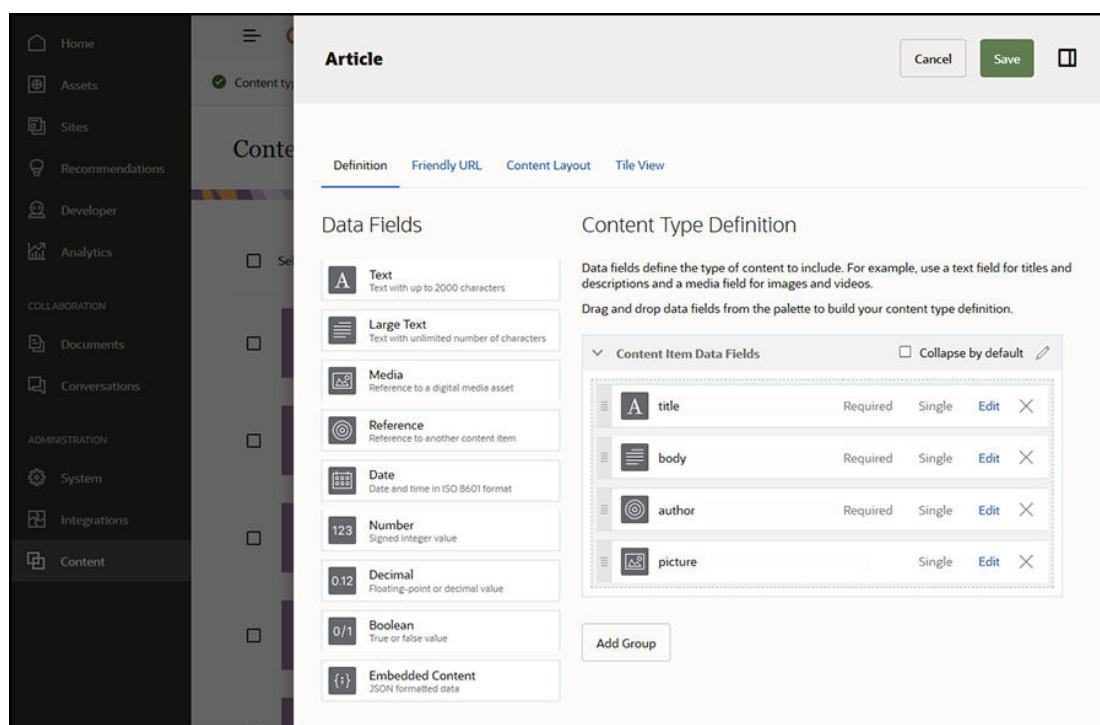 Home
Assets
Sites
Recommendations
Developer
Analytics
COLLABORATION
Documents
Conversations
ADMINISTRATION
System
Integrations
Content
Content
Article
Cancel
Save
Definition
Friendly URL
Content Layout
Tile View
Data Fields
A
Text
Text with up to 2000 characters
Large Text
Text with unlimited number of characters
Media
Reference to a digital media asset
Reference
Reference to another content item
Date
Date and time in ISO 8601 format
123
Number
Signed integer value
0.12
Decimal
Floating-point or decimal value
0/1
Boolean
True or false value
{;}
Embedded Content
JSON formatted data
Content Type Definition
Data fields define the type of content to include. For example, use a text field for titles and
descriptions and a media field for images and videos.
Drag and drop data fields from the palette to build your content type definition.
Content Item Data Fields
Collapse by default
A title Required Single Edit
body Required Single Edit
author Required Single Edit
picture Single Edit
Add Group